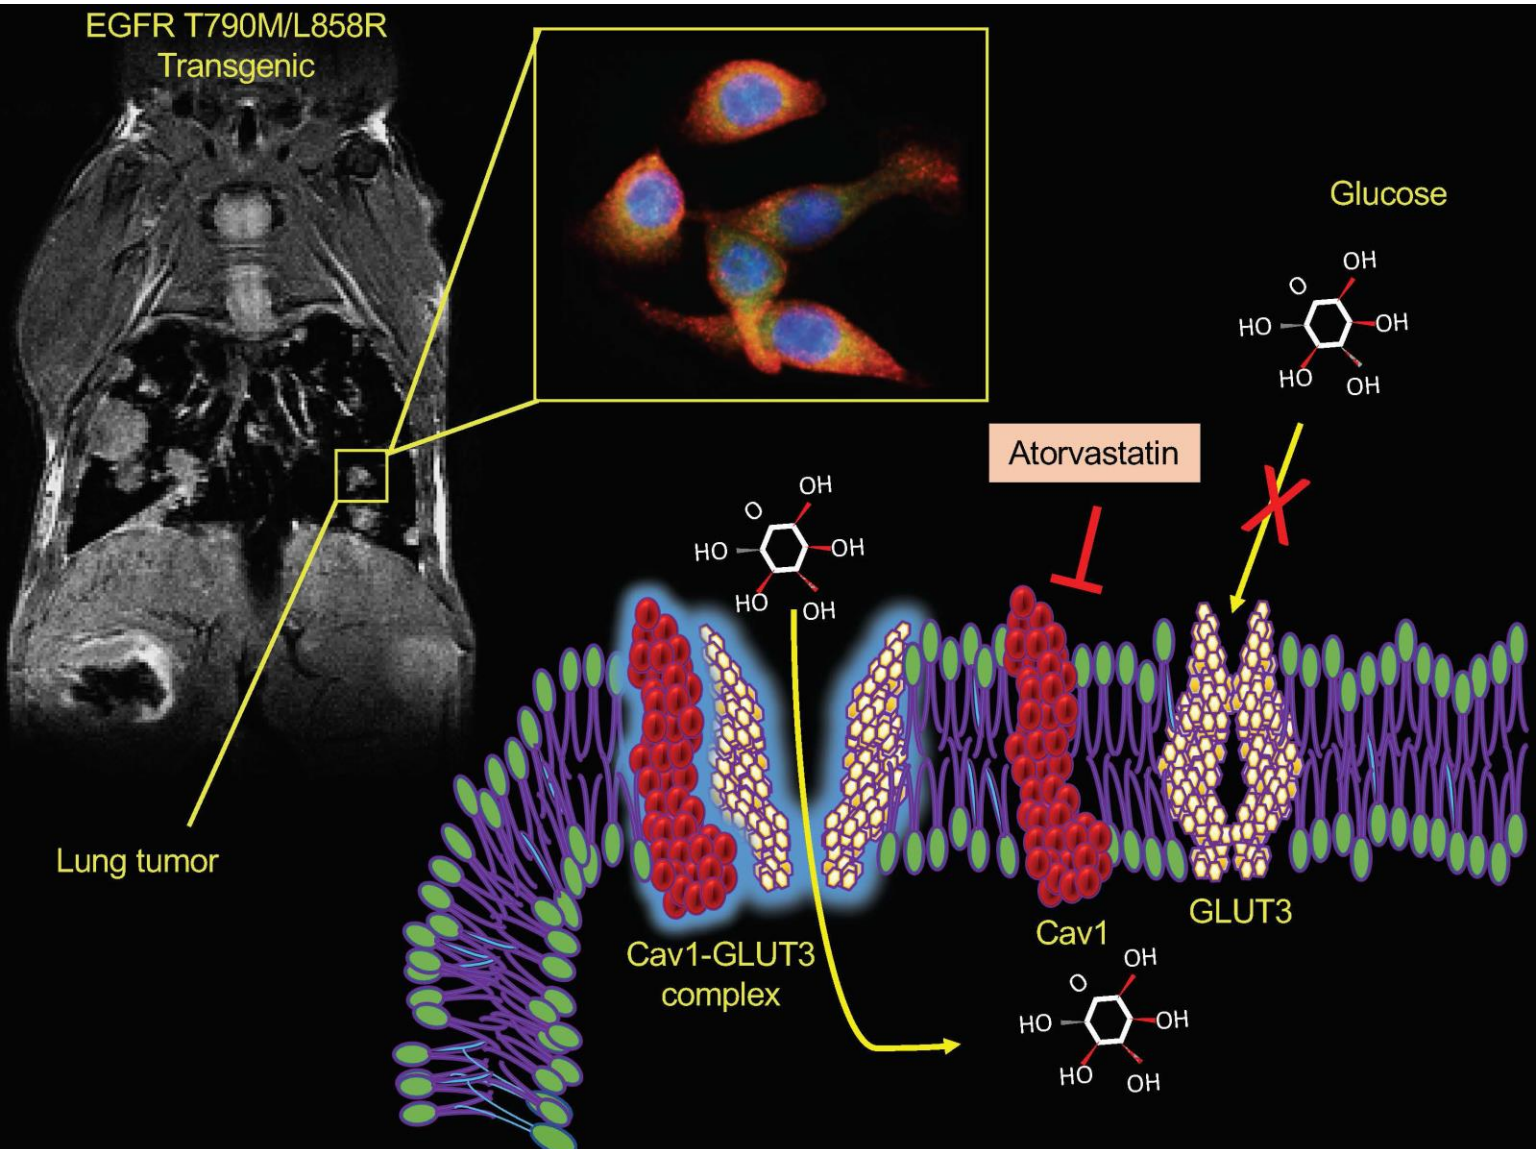 EGFR T790M/L858R
Transgenic
Glucose
OH
O
HO
OH
HO
OH
Atorvastatin
OH
O
HO
OH
HO
OH
Lung tumor
Cav1-GLUT3
complex
Cav1
GLUT3
OH
O
HO
OH
HO
OH